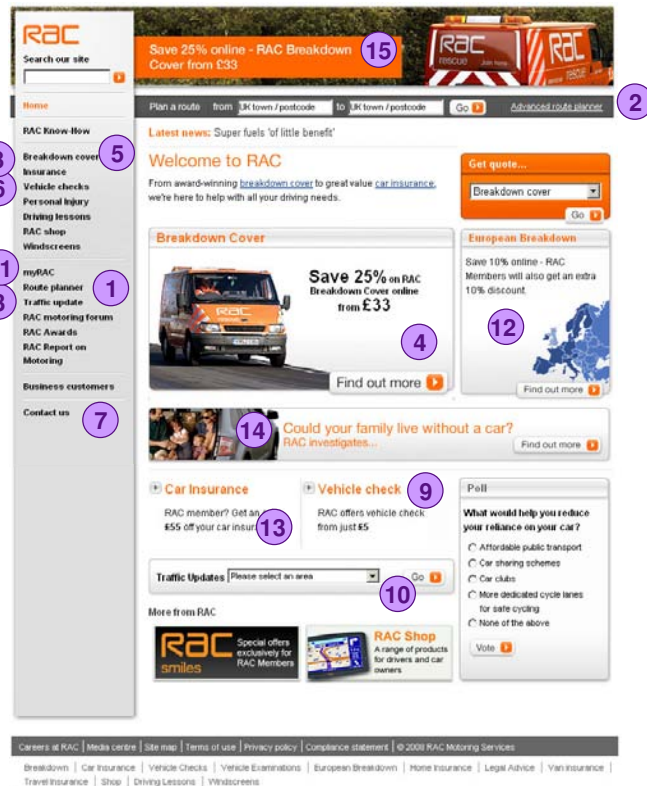 RAC
Search our site
Save 25% online - RAC Breakdown
Cover from £33
15
RAC
rescue
Join here
RAC
rescue
Home
Plan a route from UK town / postcode to UK town / postcode Go Advanced route planner
2
RAC Know-How
Latest news: Super fuels 'of little benefit'
Breakdown cover
5
Insurance
Vehicle checks
Personal Injury
Driving lessons
RAC shop
Windscreens
myRAC
Route planner
1
Traffic update
RAC motoring forum
RAC Awards
RAC Report on
Motoring
Business customers
Contact us
7
Welcome to RAC
From award-winning breakdown cover to great value car insurance,
we're here to help with all your driving needs.
Get quote...
Breakdown cover
Go
Breakdown Cover
Save 25% on RAC
Breakdown Cover online
from £33
RAC
4
Find out more
European Breakdown
Save 10% online - RAC
Members will also get an extra
10% discount.
12
Find out more
14
Could your family live without a car?
RAC investigates...
Find out more
Car Insurance
RAC member? Get an
£55 off your car
13
Vehicle check
9
RAC offers vehicle check
from just £5
Poll
What would help you reduce
your reliance on your car?
Affordable public transport
Car sharing schemes
Car clubs
More dedicated cycle lanes
for safe cycling
None of the above
Vote
Traffic Updates Please select an area Go
10
More from RAC
RAC
smiles
Special offers
exclusively for
RAC Members
RAC Shop
A range of products
for drivers and car
owners
Careers at RAC | Media centre | Site map | Terms of use | Privacy policy | Compliance statement | © 2008 RAC Motoring Services
Breakdown | Car Insurance | Vehicle Checks | Vehicle Examinations | European Breakdown | Home Insurance | Legal Advice | Van Insurance |
Travel Insurance | Shop | Driving Lessons | Windscreens